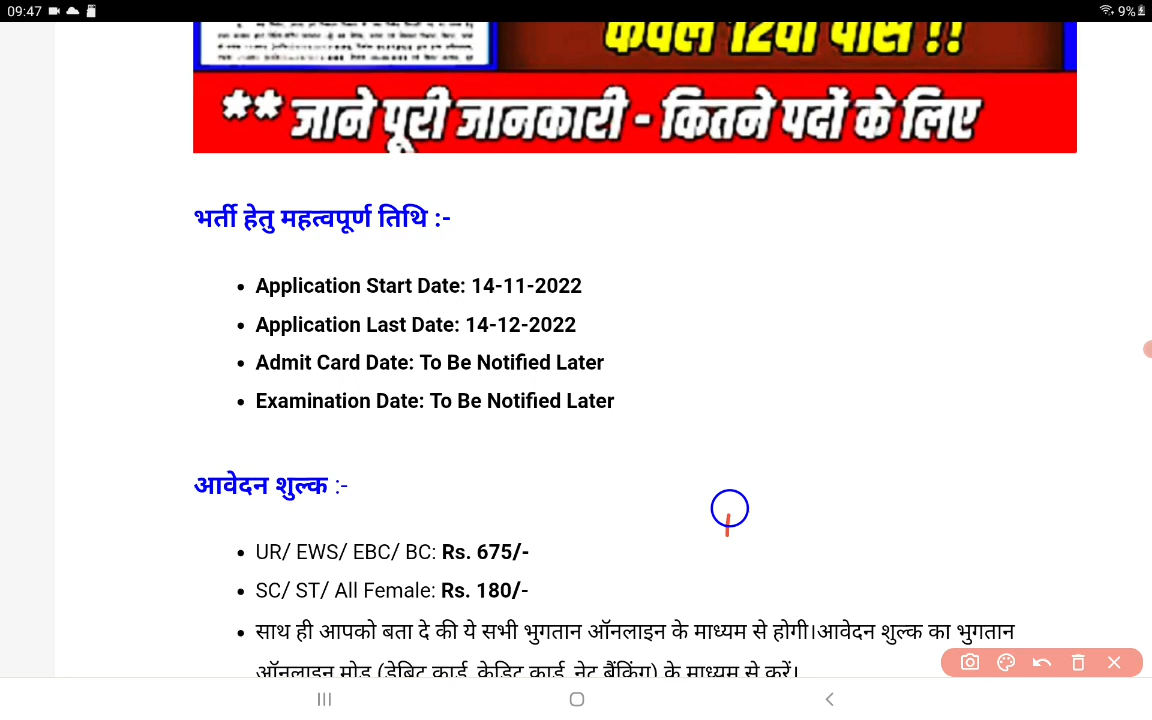 09:47
9%
केवल 12वीं पास !!
** जाने पूरी जानकारी - कितने पदों के लिए
भर्ती हेतु महत्वपूर्ण तिथि :-
• Application Start Date: 14-11-2022
• Application Last Date: 14-12-2022
• Admit Card Date: To Be Notified Later
• Examination Date: To Be Notified Later
आवेदन शुल्क :-
• UR/ EWS/ EBC/ BC: Rs. 675/-
• SC/ ST/ All Female: Rs. 180/-
• साथ ही आपको बता दे की ये सभी भुगतान ऑनलाइन के माध्यम से होगी।आवेदन शुल्क का भुगतान
ऑनलाइन मोड (डेबिट कार्ड, क्रेडिट कार्ड, नेट बैंकिंग) के माध्यम से करें।